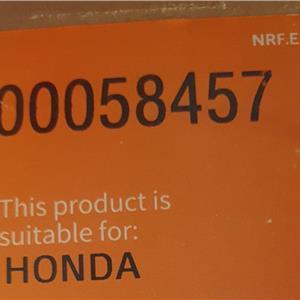 NRF.E
00058457
This product is
suitable for:
HONDA